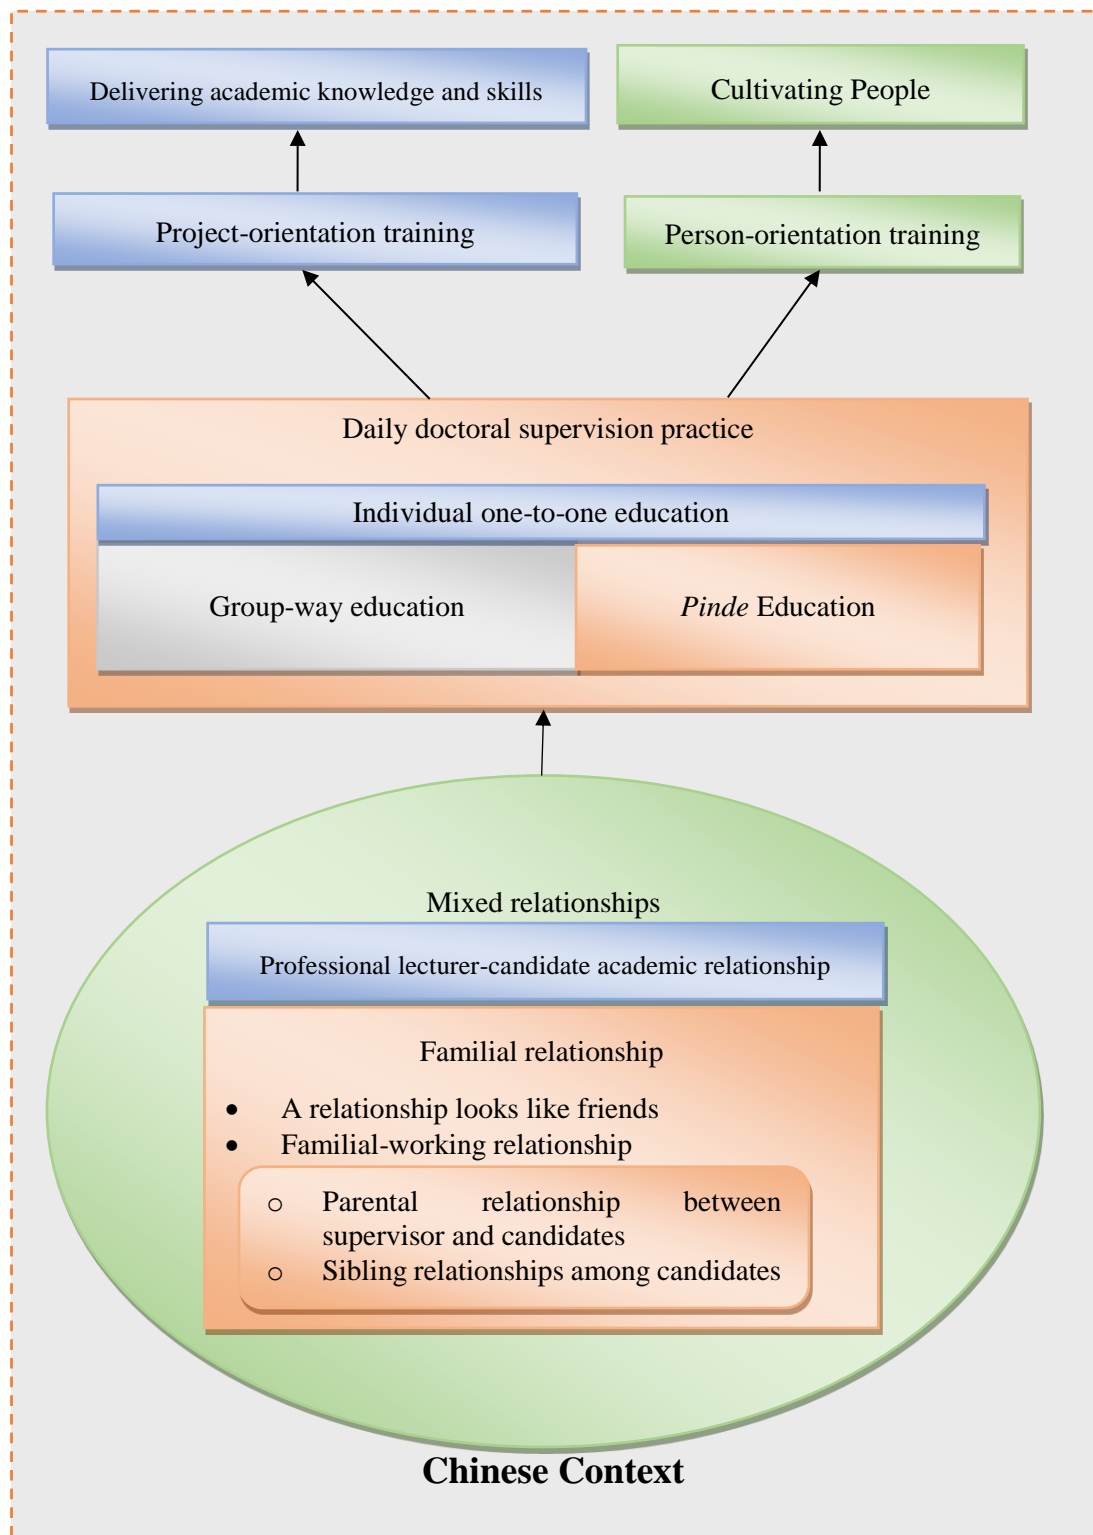 Delivering academic knowledge and skills
Cultivating People
Project-orientation training
Person-orientation training
Daily doctoral supervision practice
Individual one-to-one education
Group-way education
Pinde Education
Mixed relationships
Professional lecturer-candidate academic relationship
Familial relationship
• A relationship looks like friends
• Familial-working relationship
o Parental relationship between
supervisor and candidates
o Sibling relationships among candidates
Chinese Context